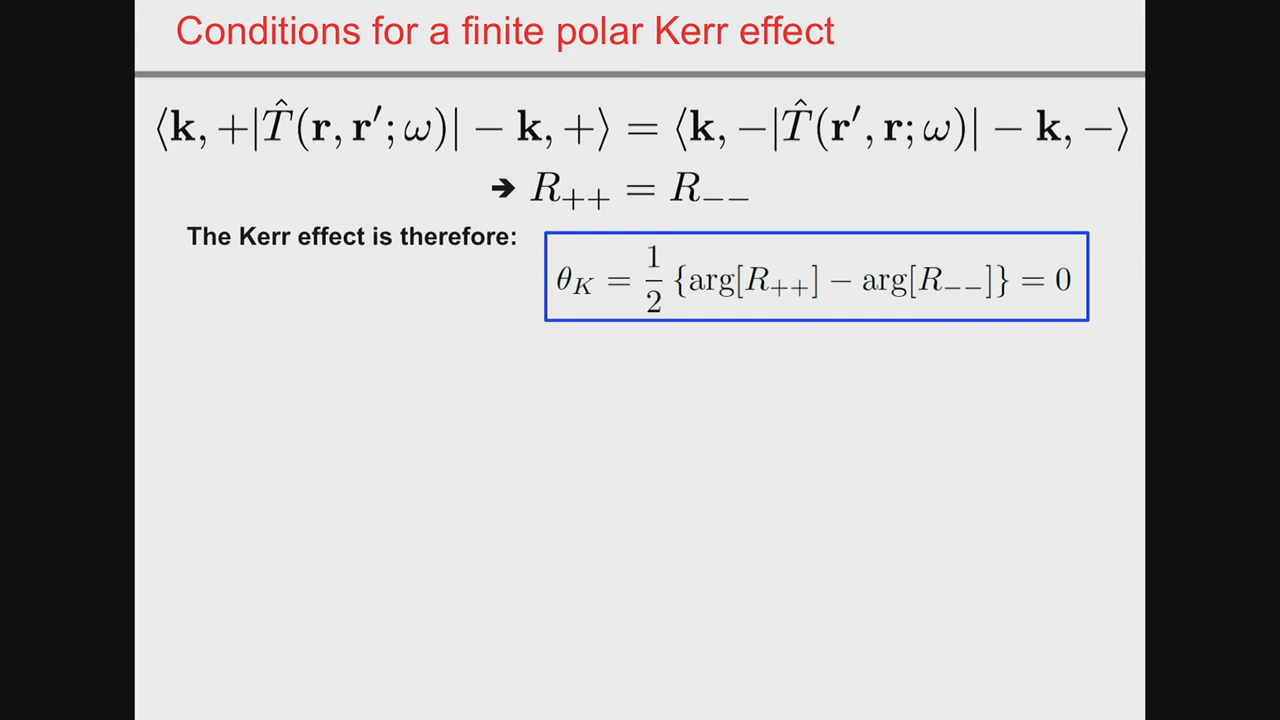 Conditions for a finite polar Kerr effect
⟨k, +|T̂(r, r′; ω)| − k, +⟩ = ⟨k, −|T̂(r′, r; ω)| − k, −⟩
➔ R₊₊ = R₋₋
The Kerr effect is therefore:
θ_K = 1/2 {arg[R₊₊] − arg[R₋₋]} = 0